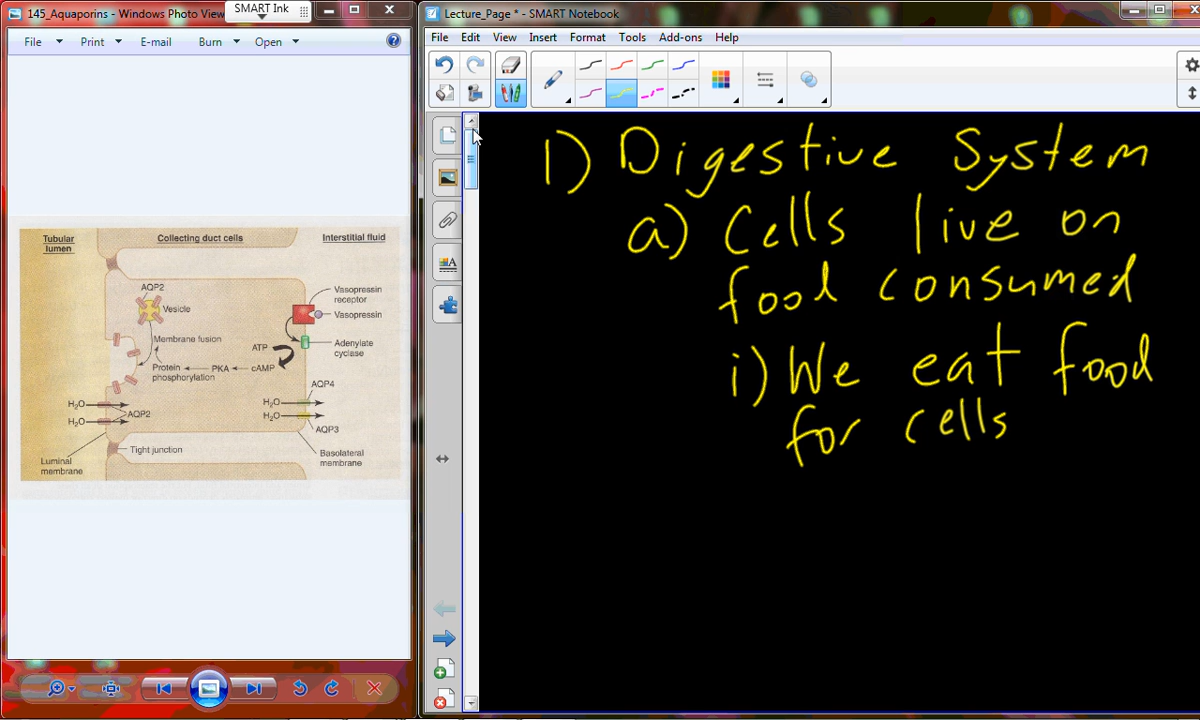 145_Aquaporins - Windows Photo View
SMART Ink
File Print E-mail Burn Open
Tubular lumen
Collecting duct cells
Interstitial fluid
AQP2
Vesicle
Vasopressin receptor
Vasopressin
Membrane fusion
ATP
Adenylate cyclase
Protein phosphorylation
PKA
cAMP
AQP4
H₂O
H₂O
AQP2
H₂O
H₂O
AQP3
Tight junction
Basolateral membrane
Luminal membrane
Lecture_Page * - SMART Notebook
File Edit View Insert Format Tools Add-ons Help
1) Digestive System
a) Cells live on
food consumed
i) We eat food
for cells